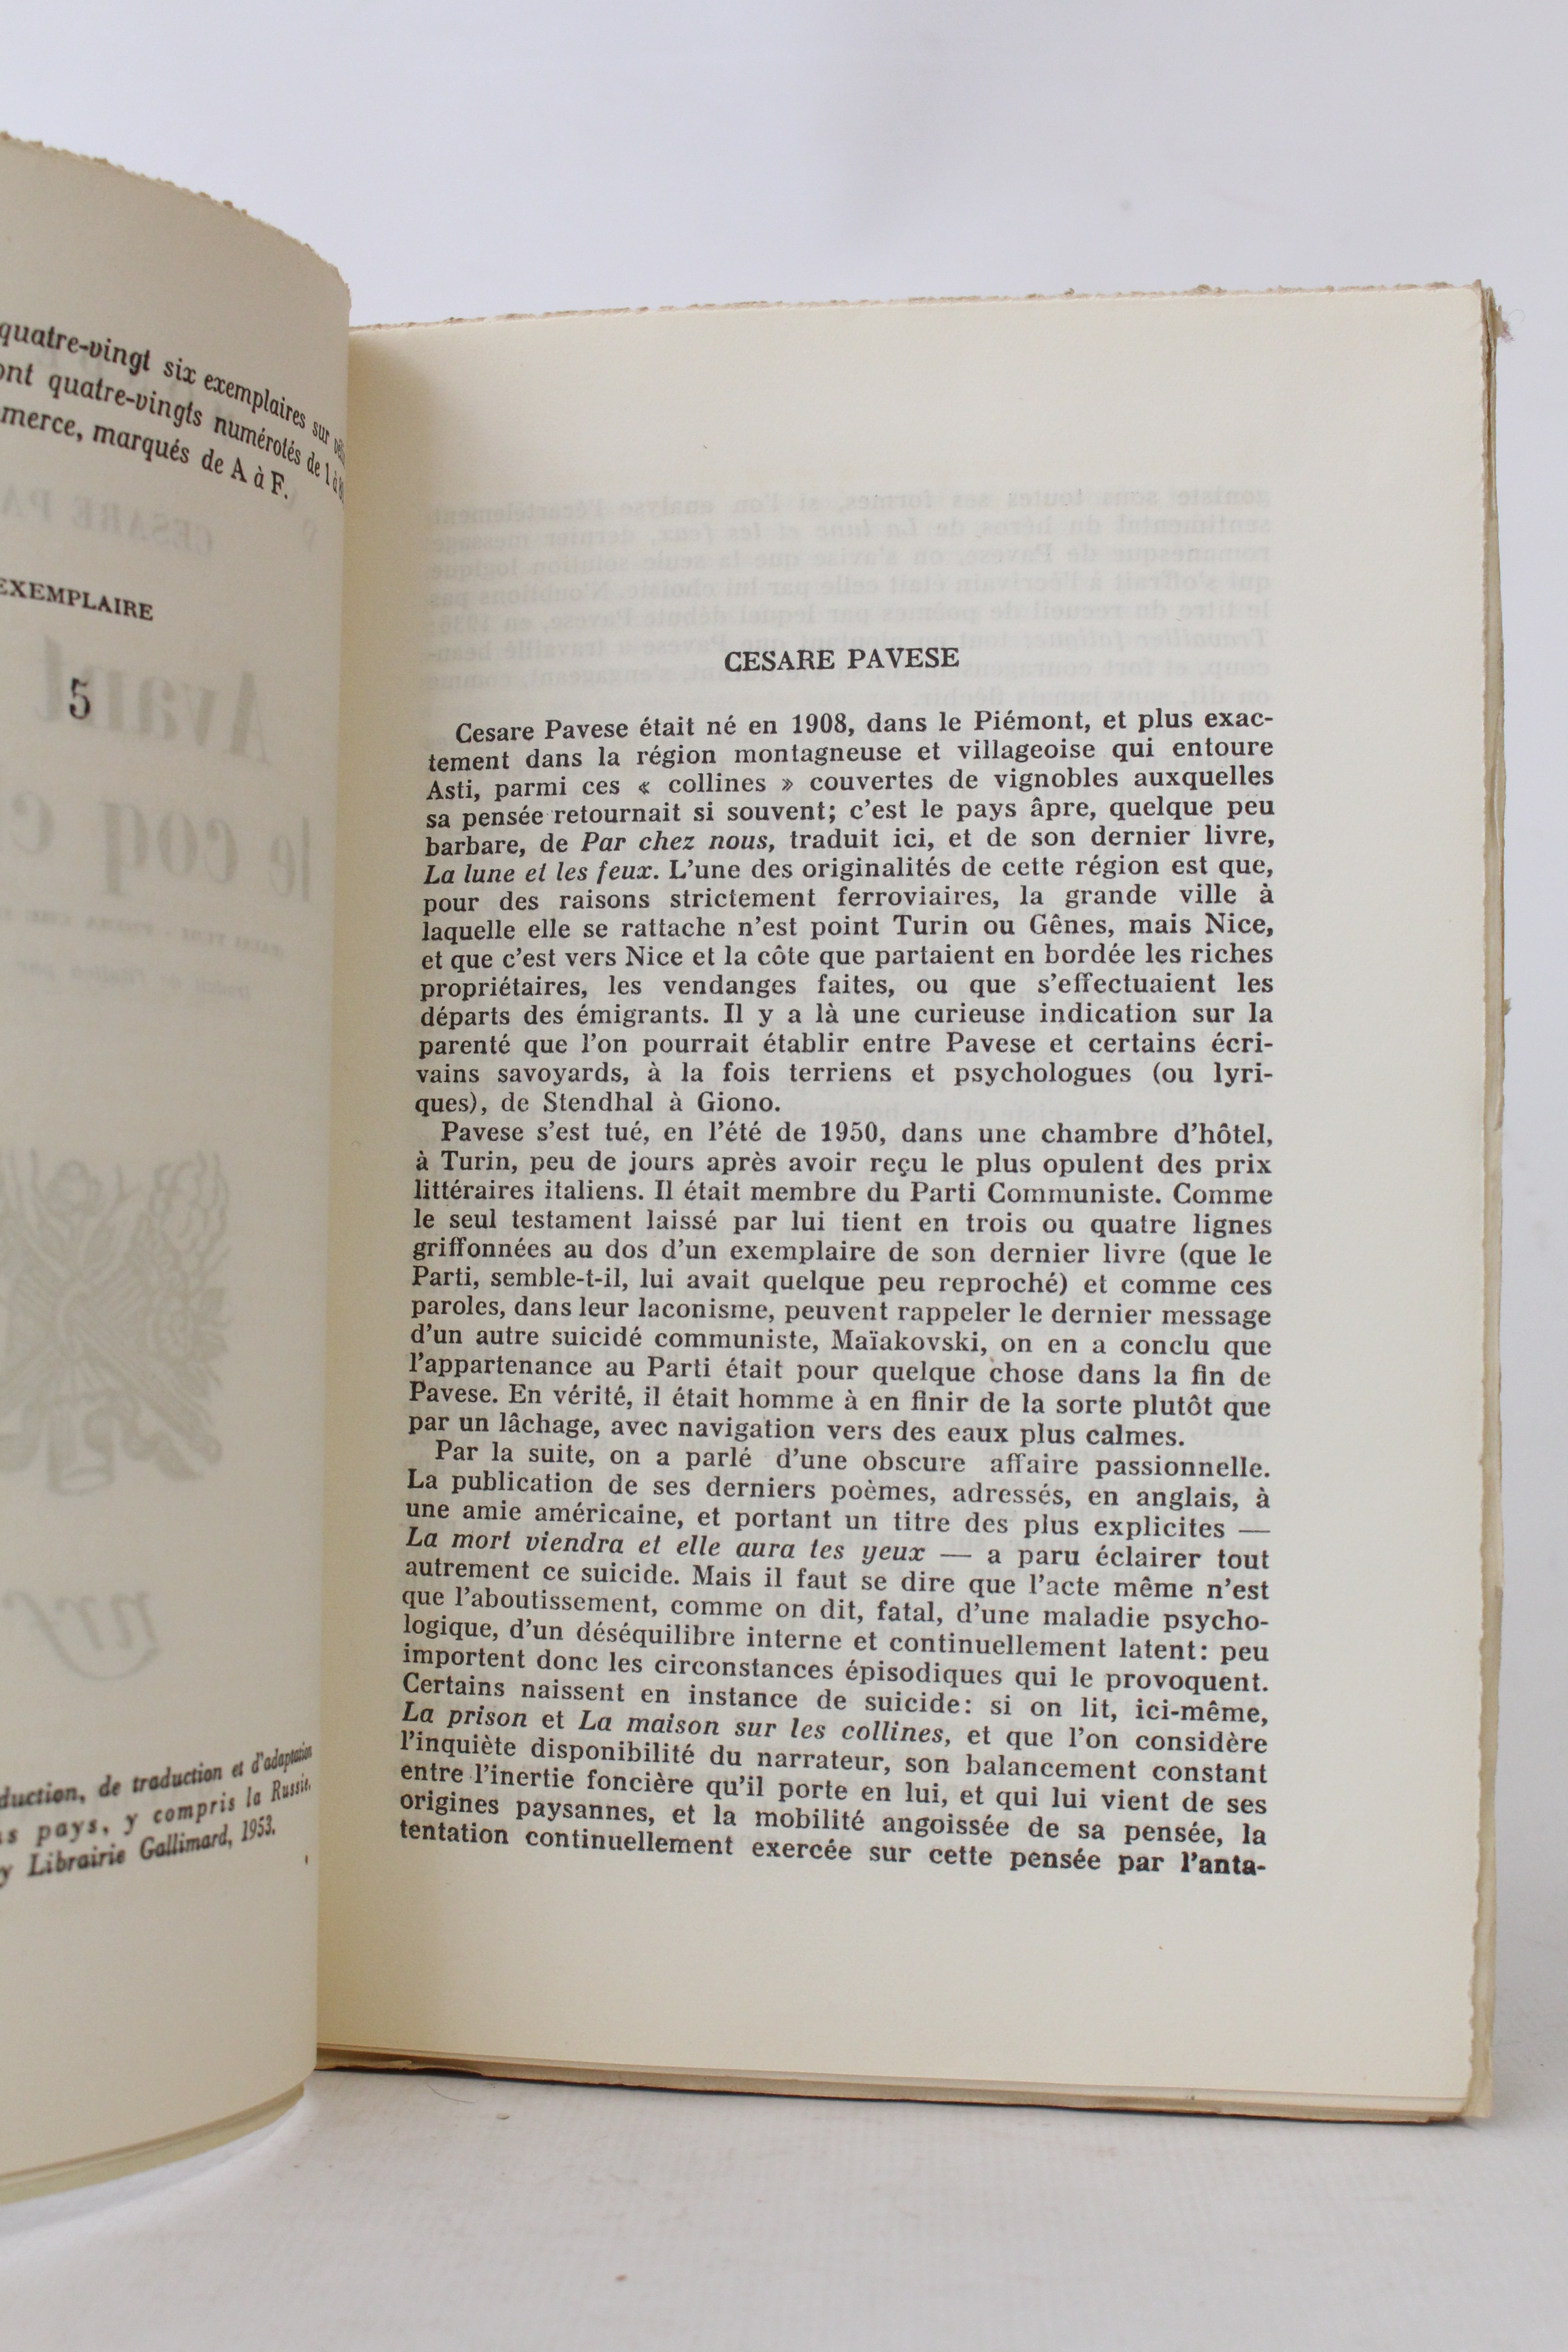 quatre-vingt six exemplaires sur
quatre-vingts numérotés de 1 à
marqués de A à F.
EXEMPLAIRE
5
de traduction et d'adaptation
pays, y compris la Russie.
Librairie Gallimard, 1953.
CESARE PAVESE
Cesare Pavese était né en 1908, dans le Piémont, et plus exac-
tement dans la région montagneuse et villageoise qui entoure
Asti, parmi ces « collines » couvertes de vignobles auxquelles
sa pensée retournait si souvent; c'est le pays âpre, quelque peu
barbare, de Par chez nous, traduit ici, et de son dernier livre,
La lune et les feux. L'une des originalités de cette région est que,
pour des raisons strictement ferroviaires, la grande ville à
laquelle elle se rattache n'est point Turin ou Gênes, mais Nice,
et que c'est vers Nice et la côte que partaient en bordée les riches
propriétaires, les vendanges faites, ou que s'effectuaient les
départs des émigrants. Il y a là une curieuse indication sur la
parenté que l'on pourrait établir entre Pavese et certains écri-
vains savoyards, à la fois terriens et psychologues (ou lyri-
ques), de Stendhal à Giono.
Pavese s'est tué, en l'été de 1950, dans une chambre d'hôtel,
à Turin, peu de jours après avoir reçu le plus opulent des prix
littéraires italiens. Il était membre du Parti Communiste. Comme
le seul testament laissé par lui tient en trois ou quatre lignes
griffonnées au dos d'un exemplaire de son dernier livre (que le
Parti, semble-t-il, lui avait quelque peu reproché) et comme ces
paroles, dans leur laconisme, peuvent rappeler le dernier message
d'un autre suicidé communiste, Maïakovski, on en a conclu que
l'appartenance au Parti était pour quelque chose dans la fin de
Pavese. En vérité, il était homme à en finir de la sorte plutôt que
par un lâchage, avec navigation vers des eaux plus calmes.
Par la suite, on a parlé d'une obscure affaire passionnelle.
La publication de ses derniers poèmes, adressés, en anglais, à
une amie américaine, et portant un titre des plus explicites —
La mort viendra et elle aura tes yeux — a paru éclairer tout
autrement ce suicide. Mais il faut se dire que l'acte même n'est
que l'aboutissement, comme on dit, fatal, d'une maladie psycho-
logique, d'un déséquilibre interne et continuellement latent: peu
importent donc les circonstances épisodiques qui le provoquent.
Certains naissent en instance de suicide: si on lit, ici-même,
La prison et La maison sur les collines, et que l'on considère
l'inquiète disponibilité du narrateur, son balancement constant
entre l'inertie foncière qu'il porte en lui, et qui lui vient de ses
origines paysannes, et la mobilité angoissée de sa pensée, la
tentation continuellement exercée sur cette pensée par l'anta-